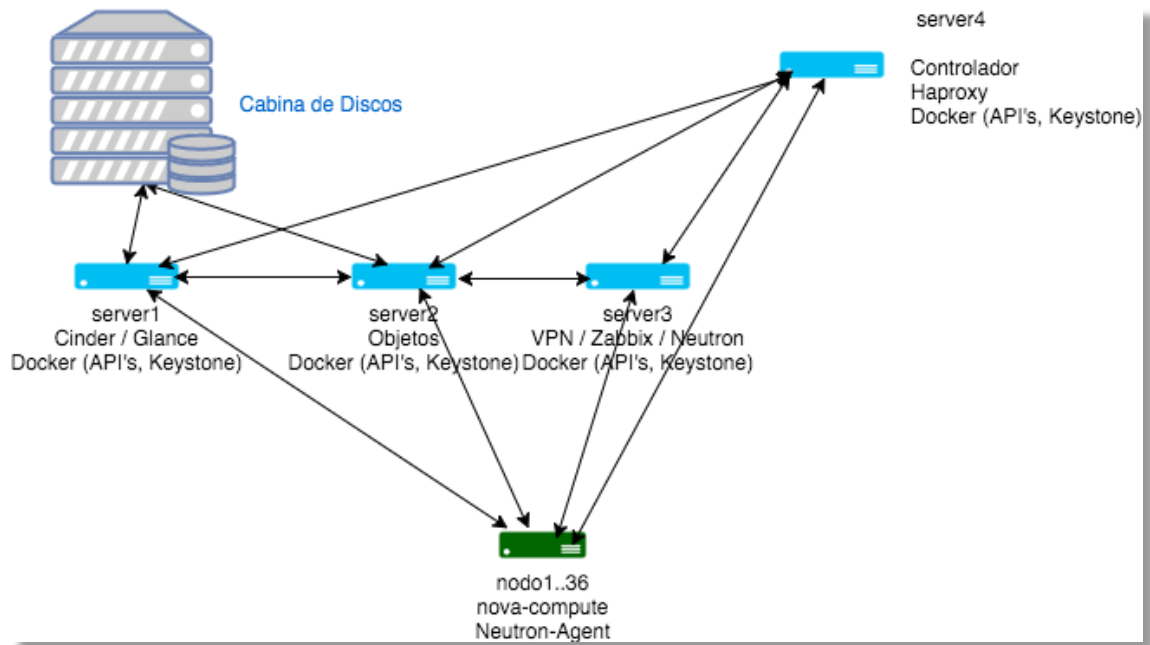 server4
Controlador
Haproxy
Docker (API's, Keystone)
Cabina de Discos
server1
Cinder / Glance
Docker (API's, Keystone)
server2
Objetos
Docker (API's, Keystone)
server3
VPN / Zabbix / Neutron
Docker (API's, Keystone)
nodo1..36
nova-compute
Neutron-Agent